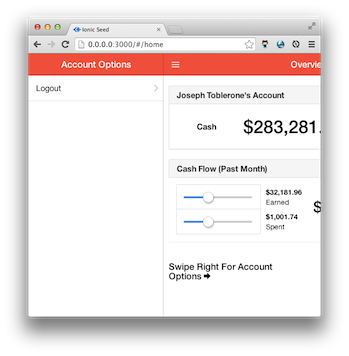 Ionic Seed
0.0.0.0:3000/#/home
Account Options
Overvie
Logout
Joseph Toblerone's Account
Cash
$283,281.
Cash Flow (Past Month)
$32,181.96
Earned
$
$1,001.74
Spent
Swipe Right For Account
Options